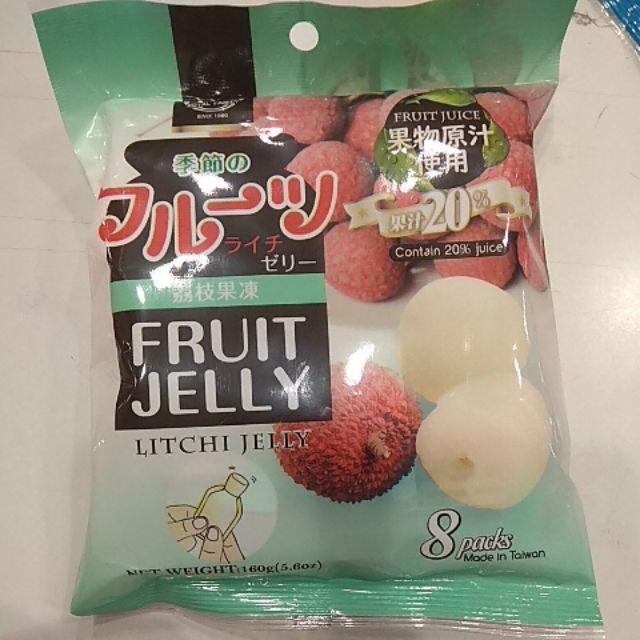 SINCE 1980
FRUIT JUICE
果物原汁
使用
果汁20%
Contain 20% juice
季節の
フルーツ
ライチ
ゼリー
荔枝果凍
FRUIT
JELLY
LITCHI JELLY
8 packs
Made in Taiwan
NET WEIGHT:160g(5.6oz)